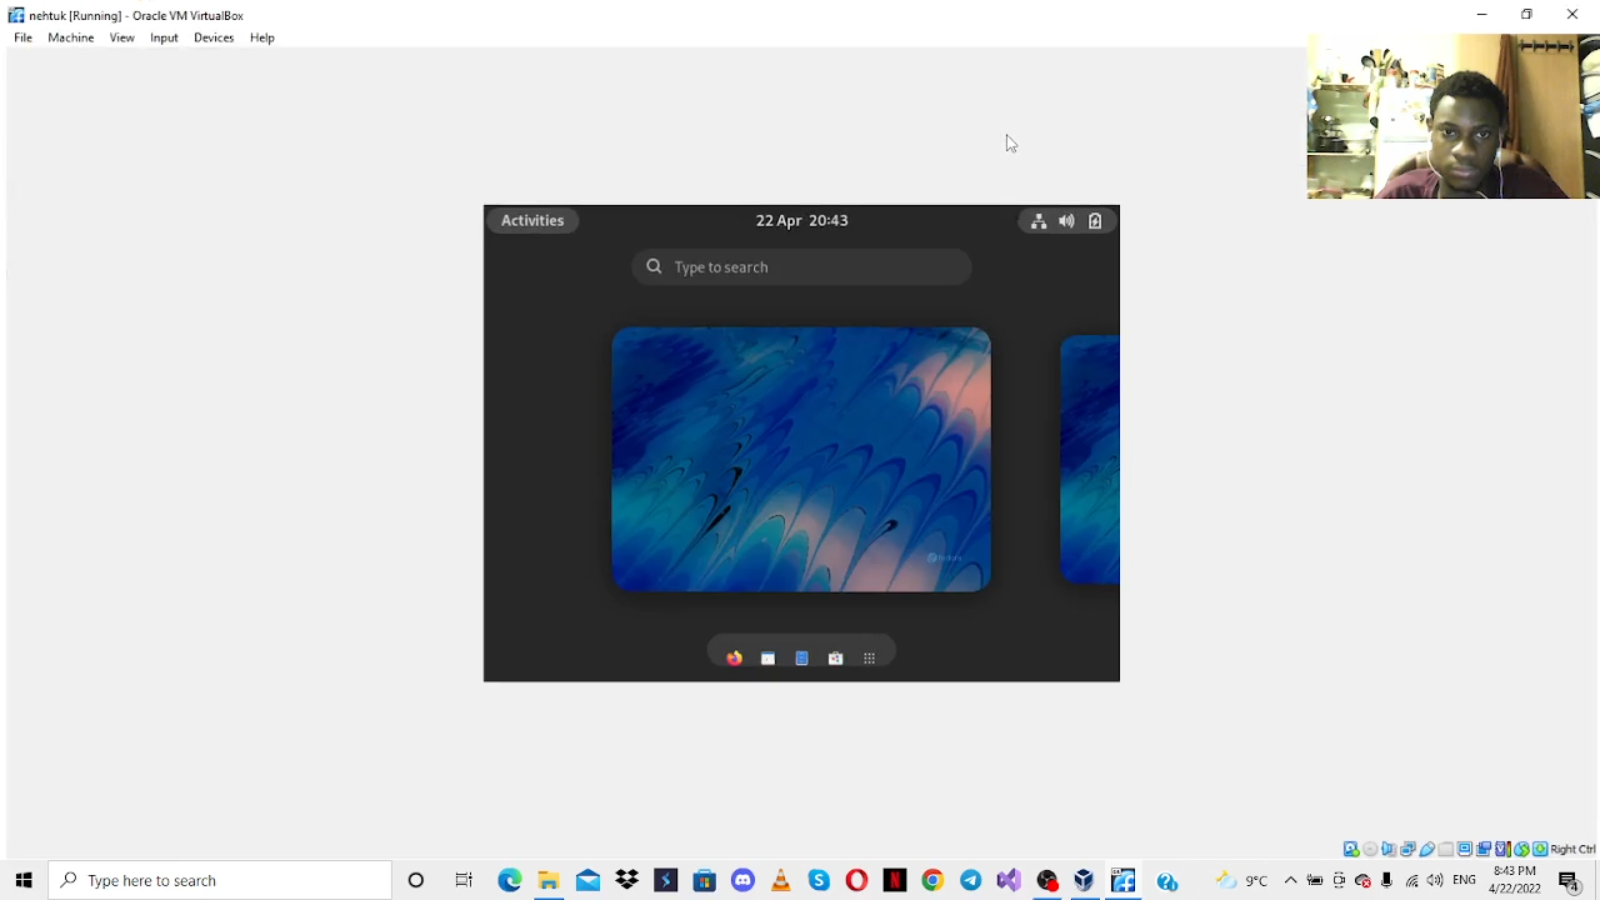 nehtuk [Running] - Oracle VM VirtualBox
File Machine View Input Devices Help
Activities 22 Apr 20:43
Type to search
Right Ctrl
Type here to search
9°C ENG 8:43 PM
4/22/2022
4